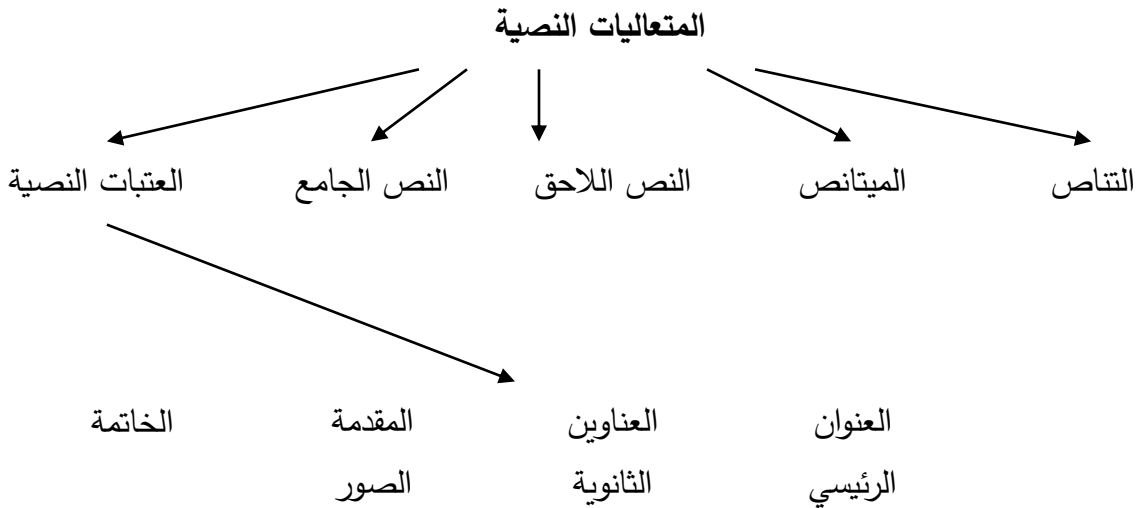 المتعاليات النصية
التناص الميتانص النص اللاحق النص الجامع العتبات النصية
العنوان العناوين المقدمة الخاتمة
الرئيسي الثانوية الصور